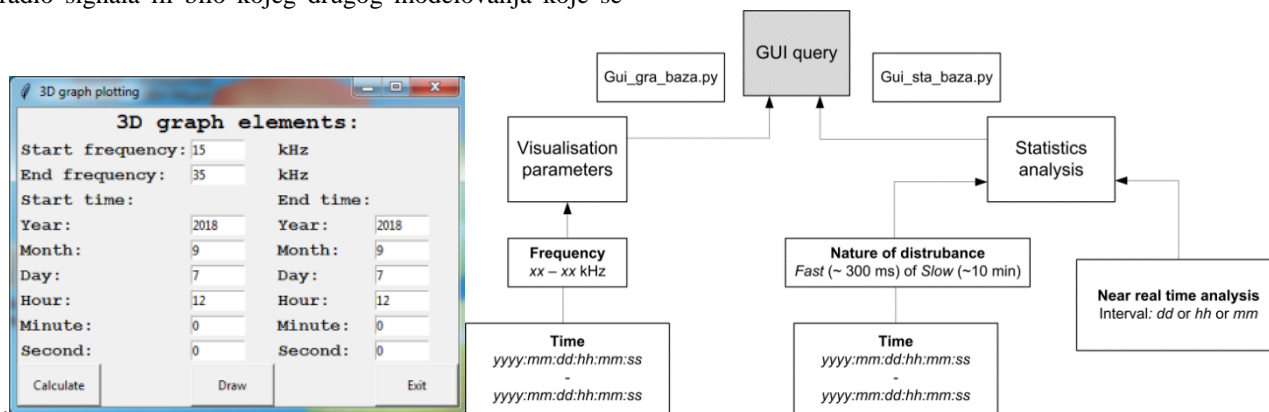 radio signala ili bilo kojeg drugog modelovanja koje se
3D graph plotting
3D graph elements:
Start frequency: 15 kHz
End frequency: 35 kHz
Start time: End time:
Year: 2018 Year: 2018
Month: 9 Month: 9
Day: 7 Day: 7
Hour: 12 Hour: 12
Minute: 0 Minute: 0
Second: 0 Second: 0
Calculate Draw Exit
GUI query
Gui_gra_baza.py
Gui_sta_baza.py
Visualisation
parameters
Statistics
analysis
Frequency
xx – xx kHz
Nature of distrubance
Fast (~ 300 ms) of Slow (~10 min)
Near real time analysis
Interval: dd or hh or mm
Time
yyyy:mm:dd:hh:mm:ss
-
yyyy:mm:dd:hh:mm:ss
Time
yyyy:mm:dd:hh:mm:ss
-
yyyy:mm:dd:hh:mm:ss